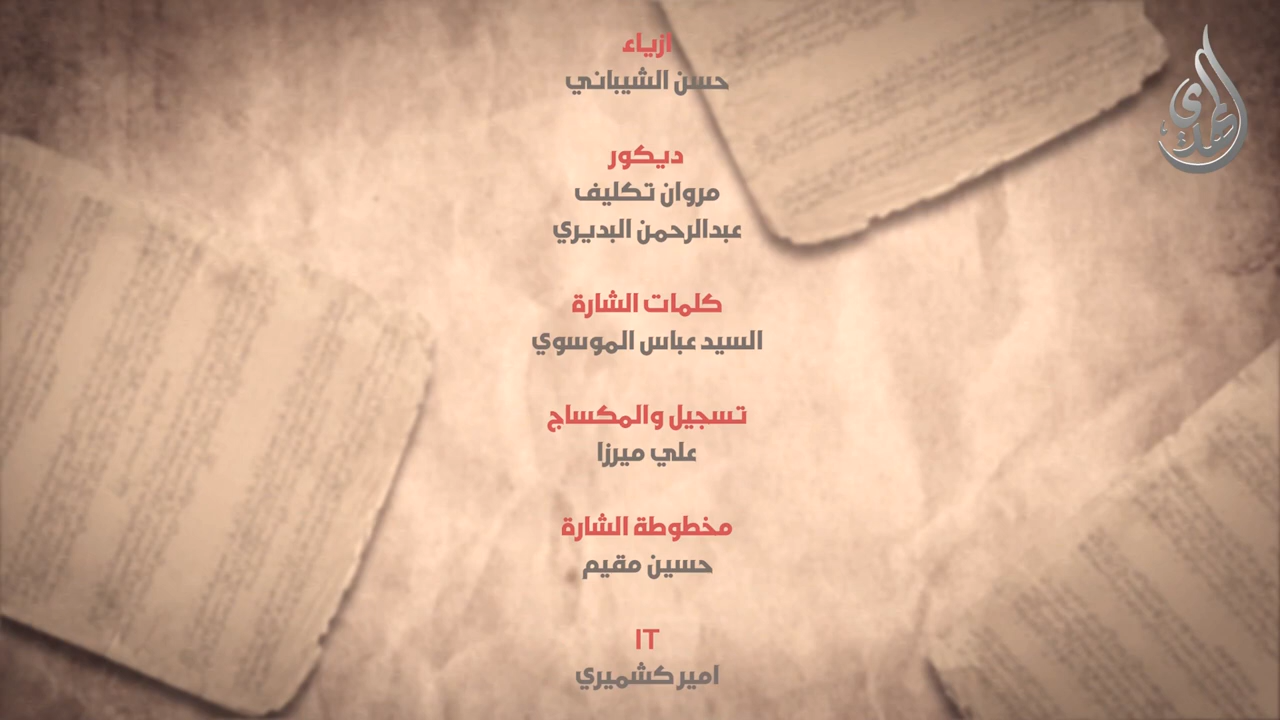 ازياء
حسن الشيباني
ديكور
مروان تكليف
عبدالرحمن البديري
كلمات الشارة
السيد عباس الموسوي
تسجيل والمكساج
علي ميرزا
مخطوطة الشارة
حسين مقيم
IT
امير كشميري